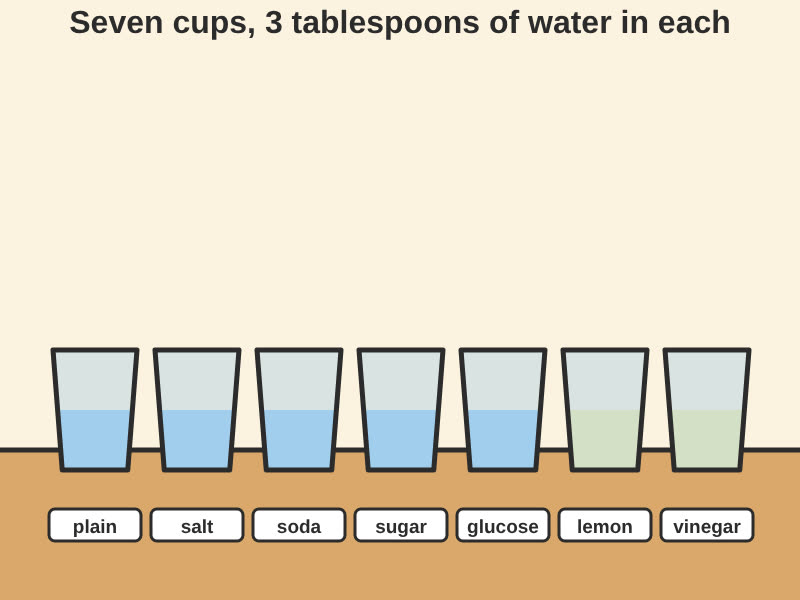 Seven cups, 3 tablespoons of water in each
plain salt soda sugar glucose lemon vinegar